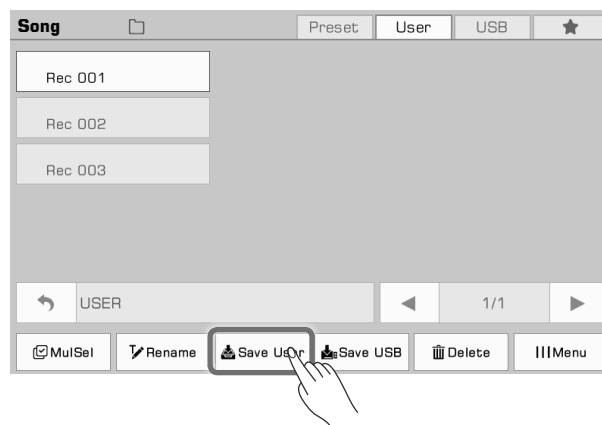 Song Preset User USB
Rec 001
Rec 002
Rec 003
USER 1/1
MulSel Rename Save User Save USB Delete Menu